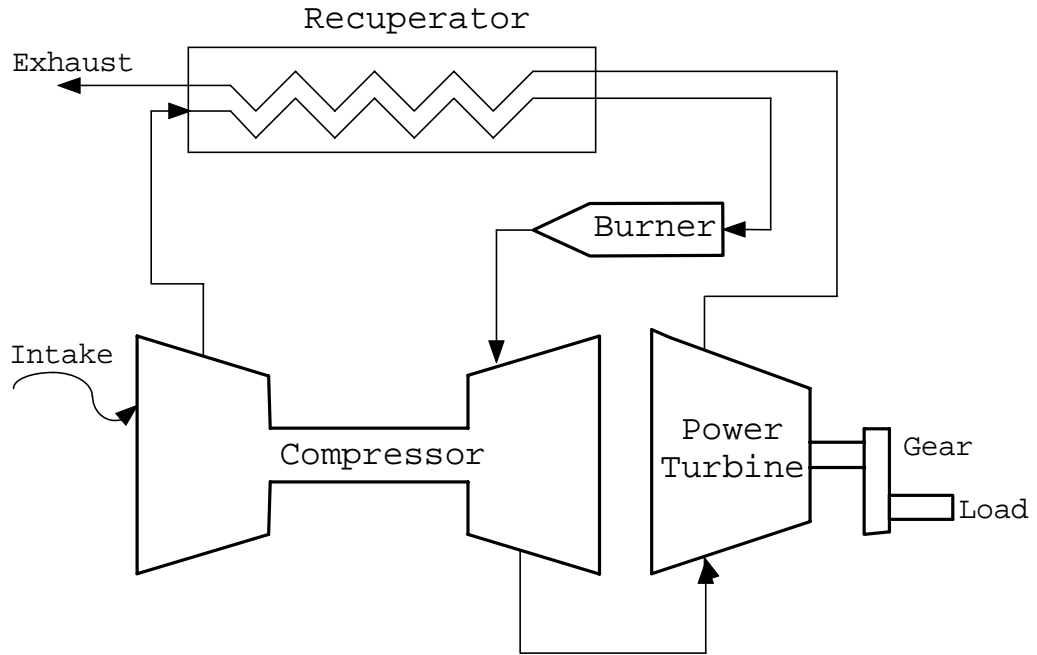 Recuperator
Exhaust
Burner
Intake
Compressor
Power
Turbine
Gear
Load